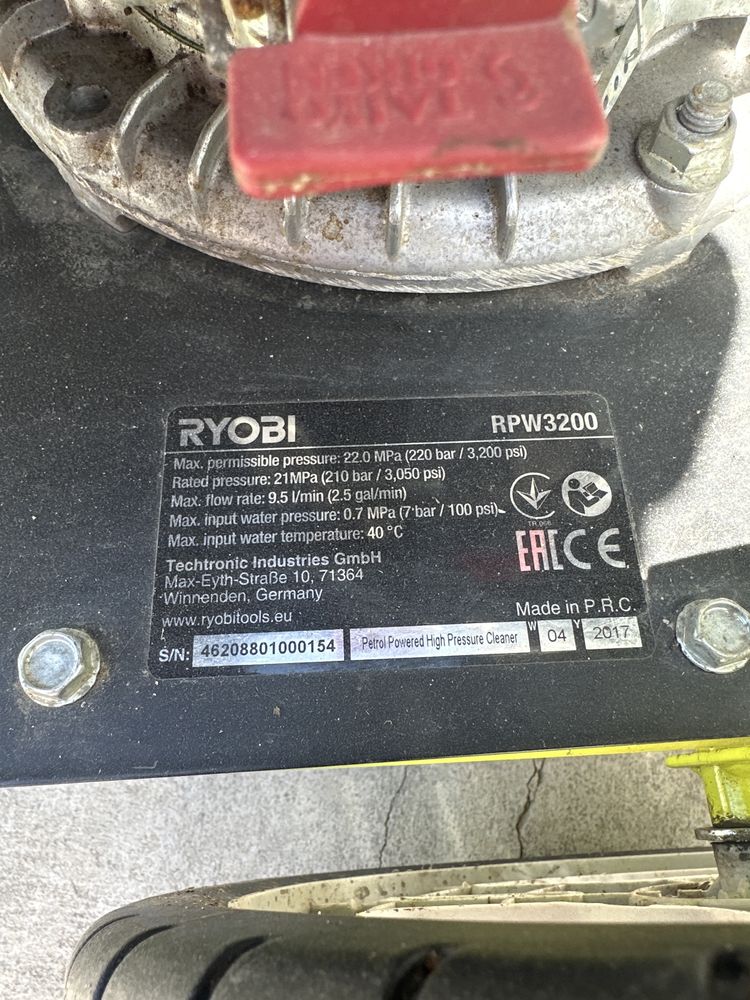 RYOBI
RPW3200
Max. permissible pressure: 22.0 MPa (220 bar / 3,200 psi)
Rated pressure: 21MPa (210 bar / 3,050 psi)
Max. flow rate: 9.5 l/min (2.5 gal/min)
Max. input water pressure: 0.7 MPa (7 bar / 100 psi)
Max. input water temperature: 40 °C
TR 066
EAC CE
Techtronic Industries GmbH
Max-Eyth-Straße 10, 71364
Winnenden, Germany
www.ryobitools.eu
Made in P.R.C.
S/N: 46208801000154 Petrol Powered High Pressure Cleaner W 04 Y 2017